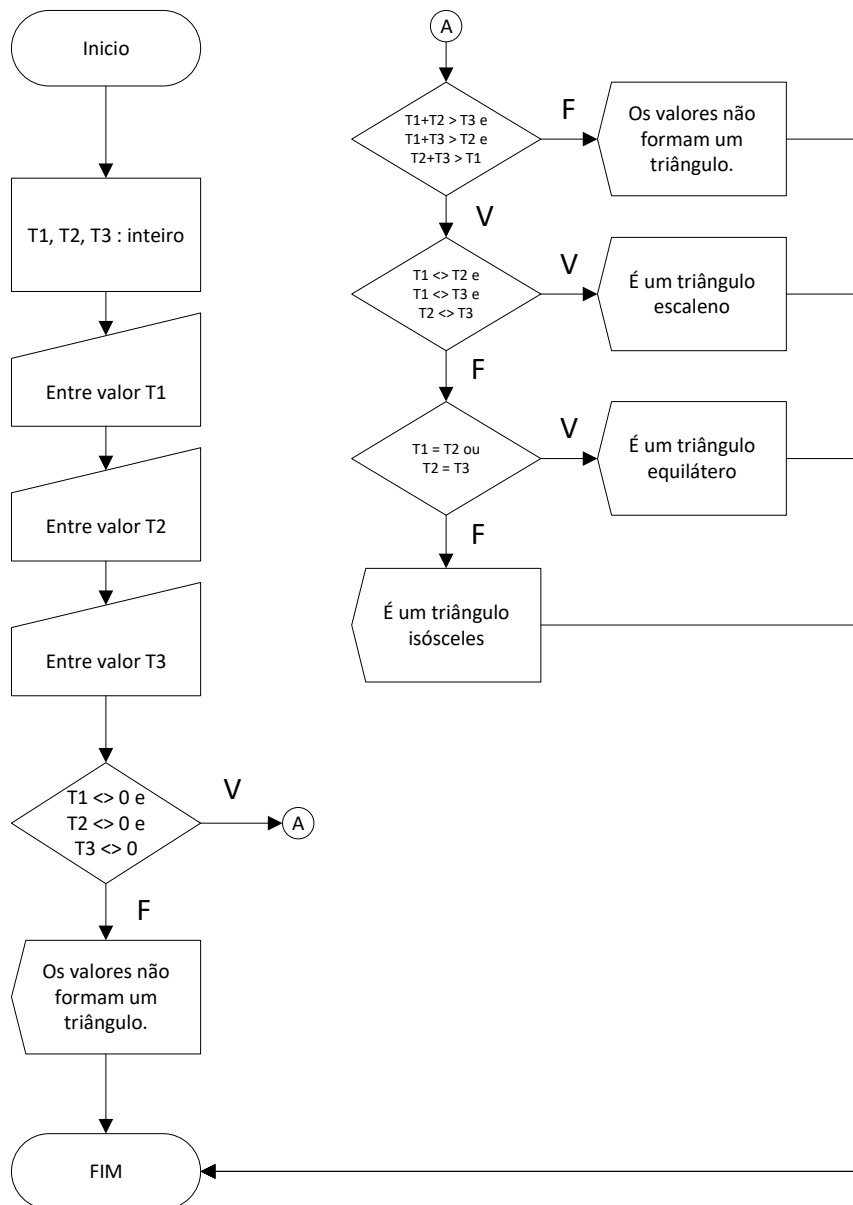 Inicio
T1, T2, T3 : inteiro
Entre valor T1
Entre valor T2
Entre valor T3
T1 <> 0 e
T2 <> 0 e
T3 <> 0
V
A
F
Os valores não
formam um
triângulo.
FIM
A
T1+T2 > T3 e
T1+T3 > T2 e
T2+T3 > T1
F
Os valores não
formam um
triângulo.
V
T1 <> T2 e
T1 <> T3 e
T2 <> T3
V
É um triângulo
escaleno
F
T1 = T2 ou
T2 = T3
V
É um triângulo
equilátero
F
É um triângulo
isósceles